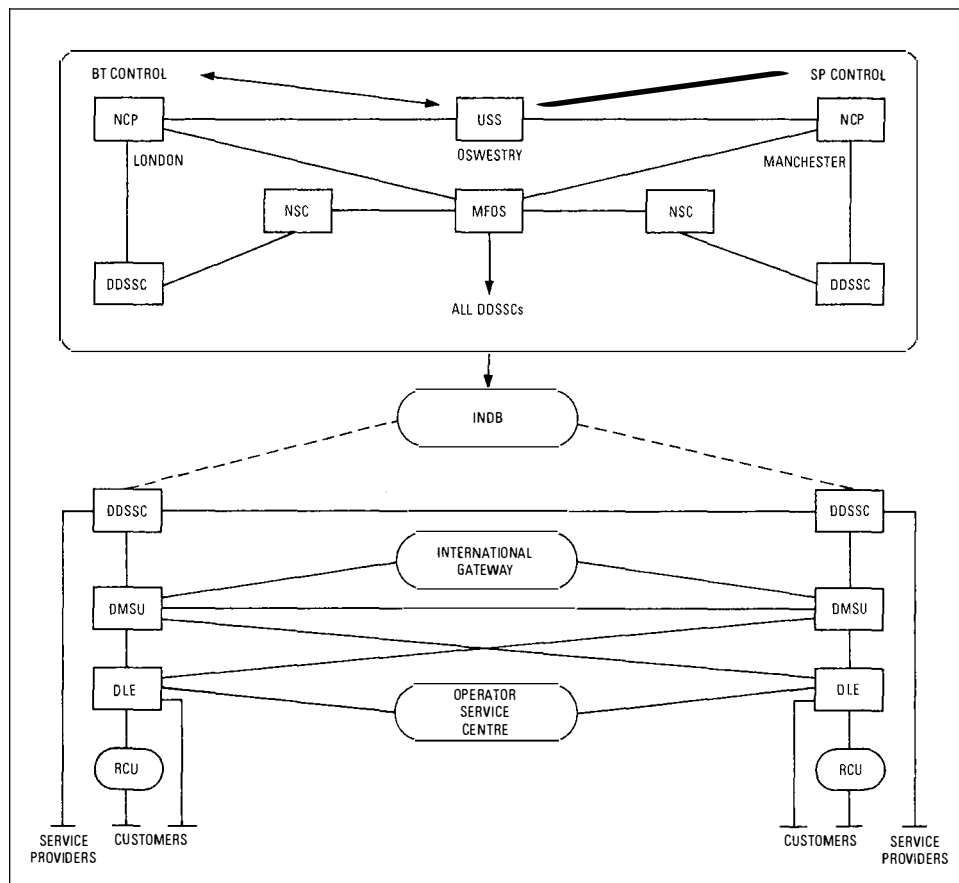 BT CONTROL
SP CONTROL
NCP
USS
NCP
LONDON
OSWESTRY
MANCHESTER
NSC
MFOS
NSC
DDSSC
DDSSC
ALL DDSSCs
INDB
DDSSC
DDSSC
INTERNATIONAL
GATEWAY
DMSU
DMSU
DLE
OPERATOR
SERVICE
CENTRE
DLE
RCU
RCU
SERVICE
PROVIDERS
CUSTOMERS
CUSTOMERS
SERVICE
PROVIDERS